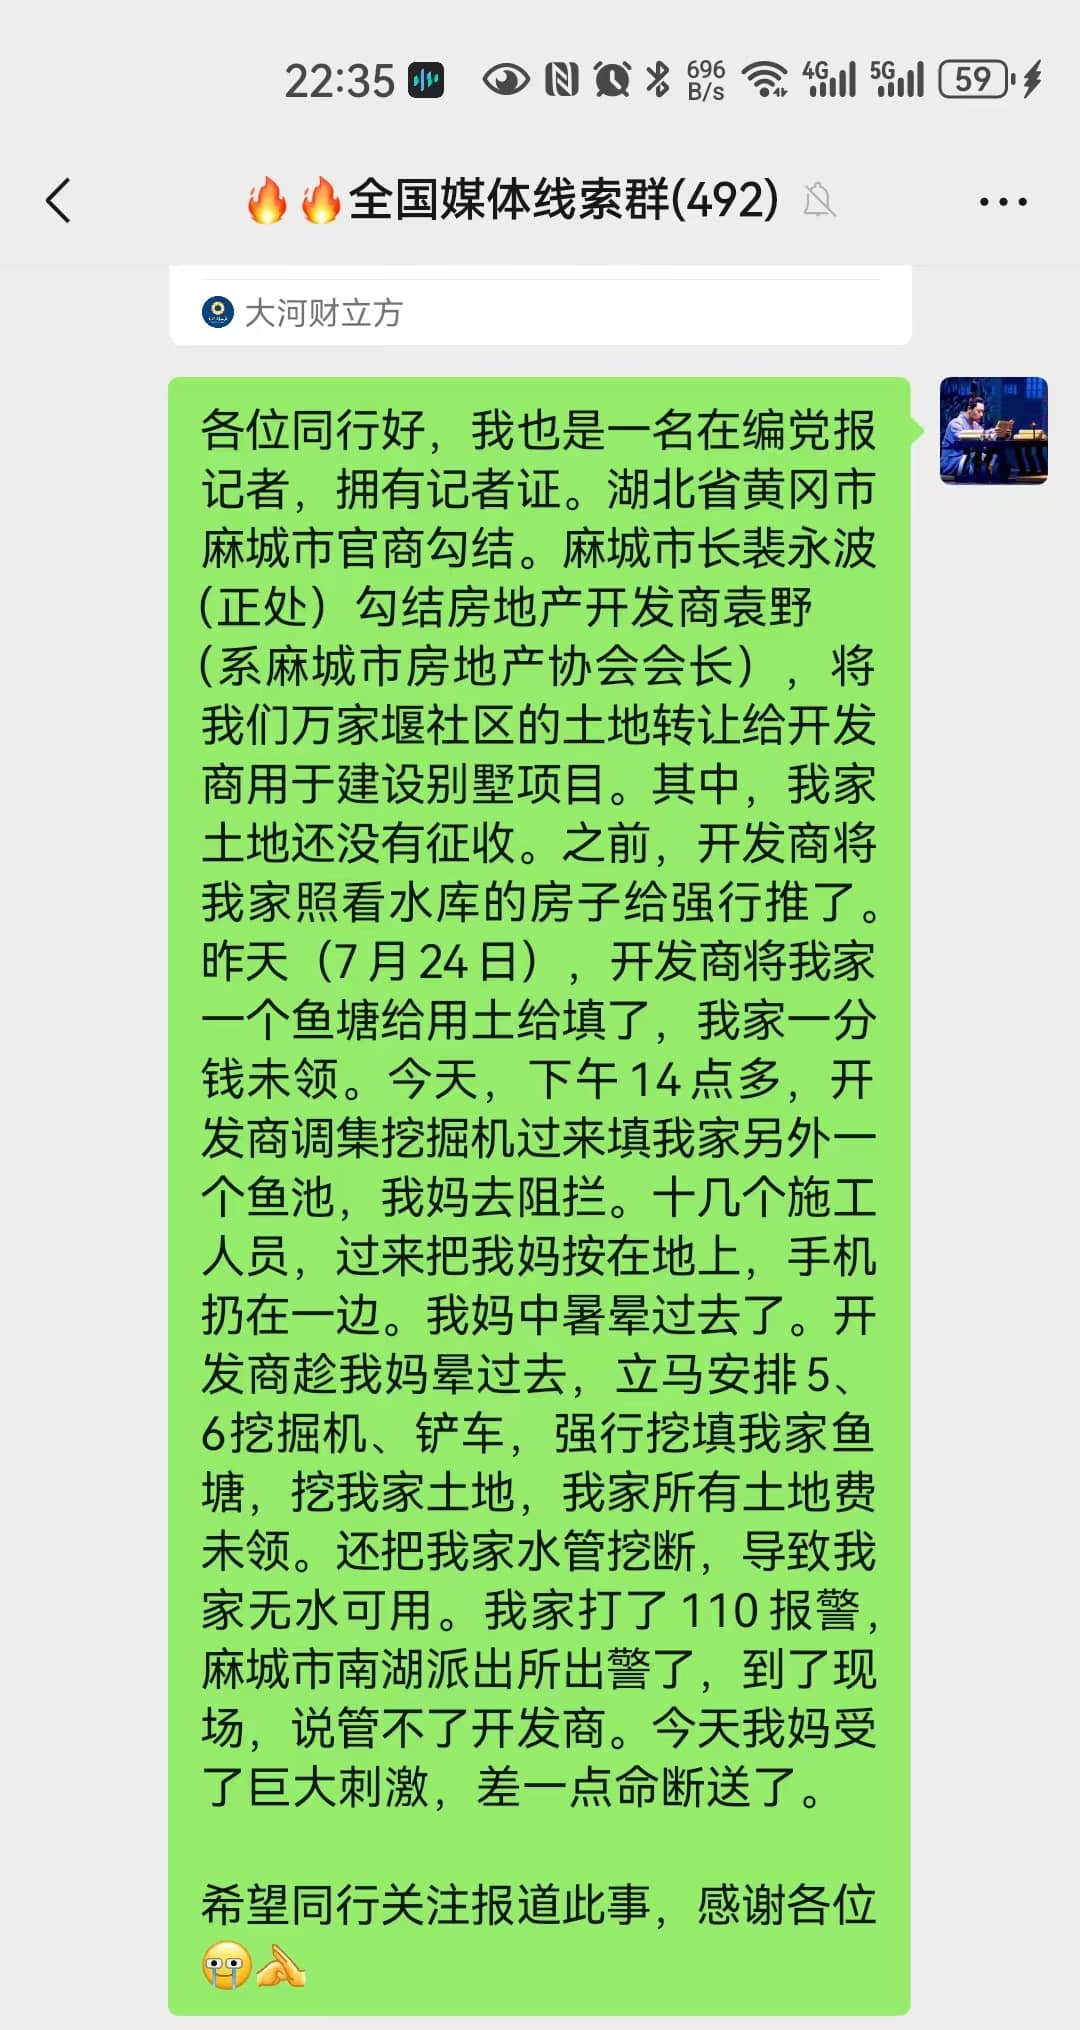 22:35
696 B/s 4G 5G 59
🔥🔥全国媒体线索群(492)
大河财立方
各位同行好，我也是一名在编党报
记者，拥有记者证。湖北省黄冈市
麻城市官商勾结。麻城市长裴永波
(正处）勾结房地产开发商袁野
(系麻城市房地产协会会长），将
我们万家堰社区的土地转让给开发
商用于建设别墅项目。其中，我家
土地还没有征收。之前，开发商将
我家照看水库的房子给强行推了。
昨天（7月24日），开发商将我家
一个鱼塘给用土给填了，我家一分
钱未领。今天，下午14点多，开
发商调集挖掘机过来填我家另外一
个鱼池，我妈去阻拦。十几个施工
人员，过来把我妈按在地上，手机
扔在一边。我妈中暑晕过去了。开
发商趁我妈晕过去，立马安排5、
6挖掘机、铲车，强行挖填我家鱼
塘，挖我家土地，我家所有土地费
未领。还把我家水管挖断，导致我
家无水可用。我家打了110报警，
麻城市南湖派出所出警了，到了现
场，说管不了开发商。今天我妈受
了巨大刺激，差一点命断送了。
希望同行关注报道此事，感谢各位